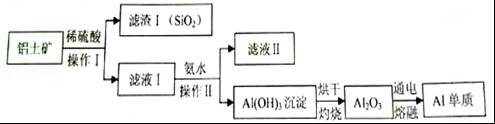 铝土矿
稀硫酸
操作Ⅰ
滤渣Ⅰ(SiO₂)
滤液Ⅰ
氨水
操作Ⅱ
滤液Ⅱ
Al(OH)₃沉淀
烘干
灼烧
Al₂O₃
通电
熔融
Al 单质